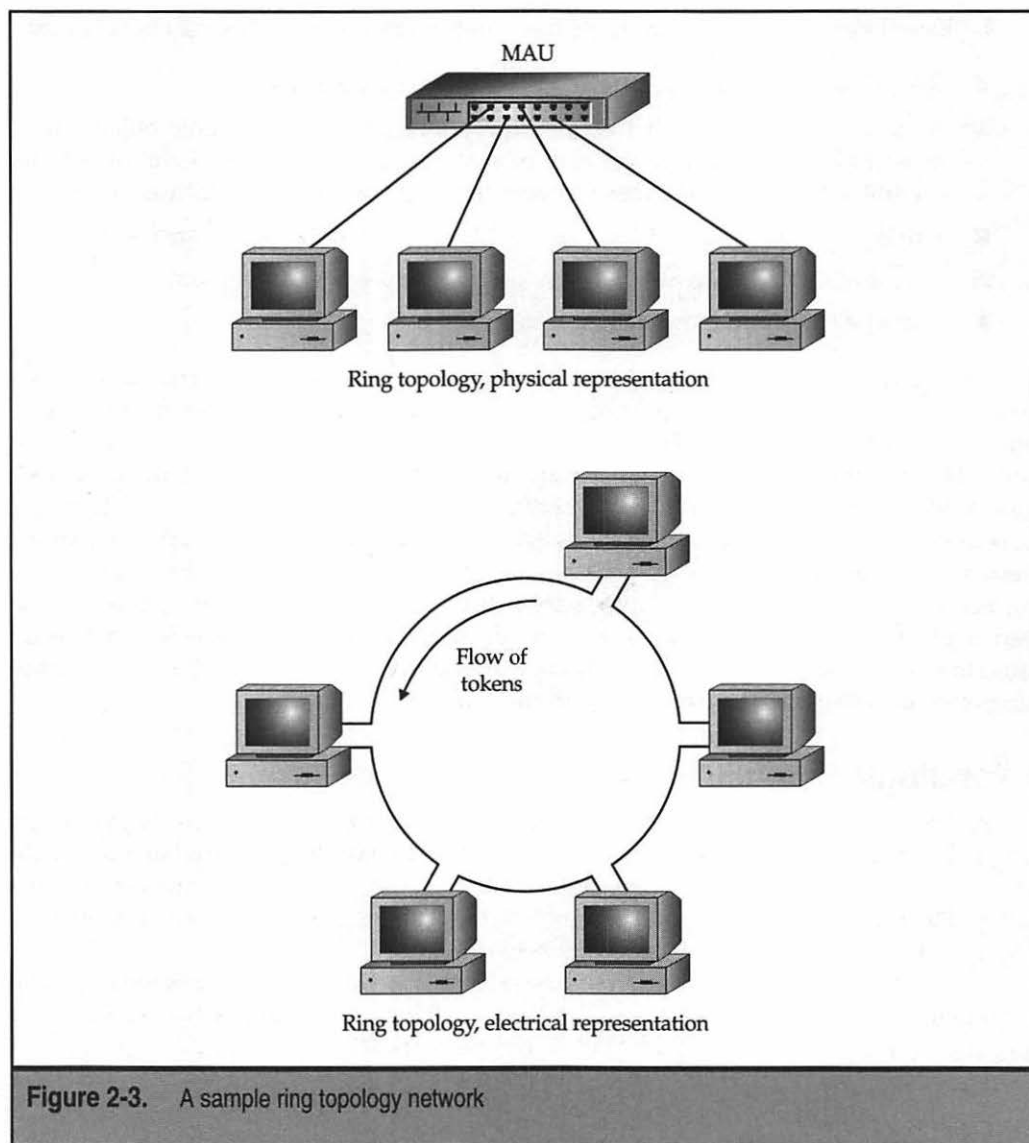 MAU
Ring topology, physical representation
Flow of
tokens
Ring topology, electrical representation
Figure 2-3. A sample ring topology network